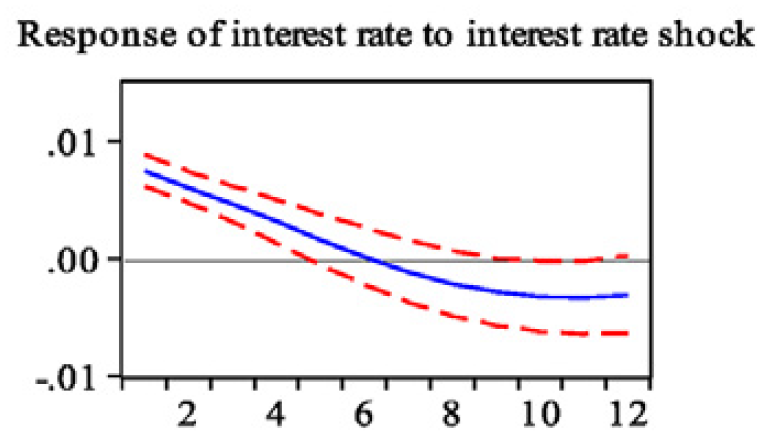 Response of interest rate to interest rate shock
.01
.00
-.01
2 4 6 8 10 12